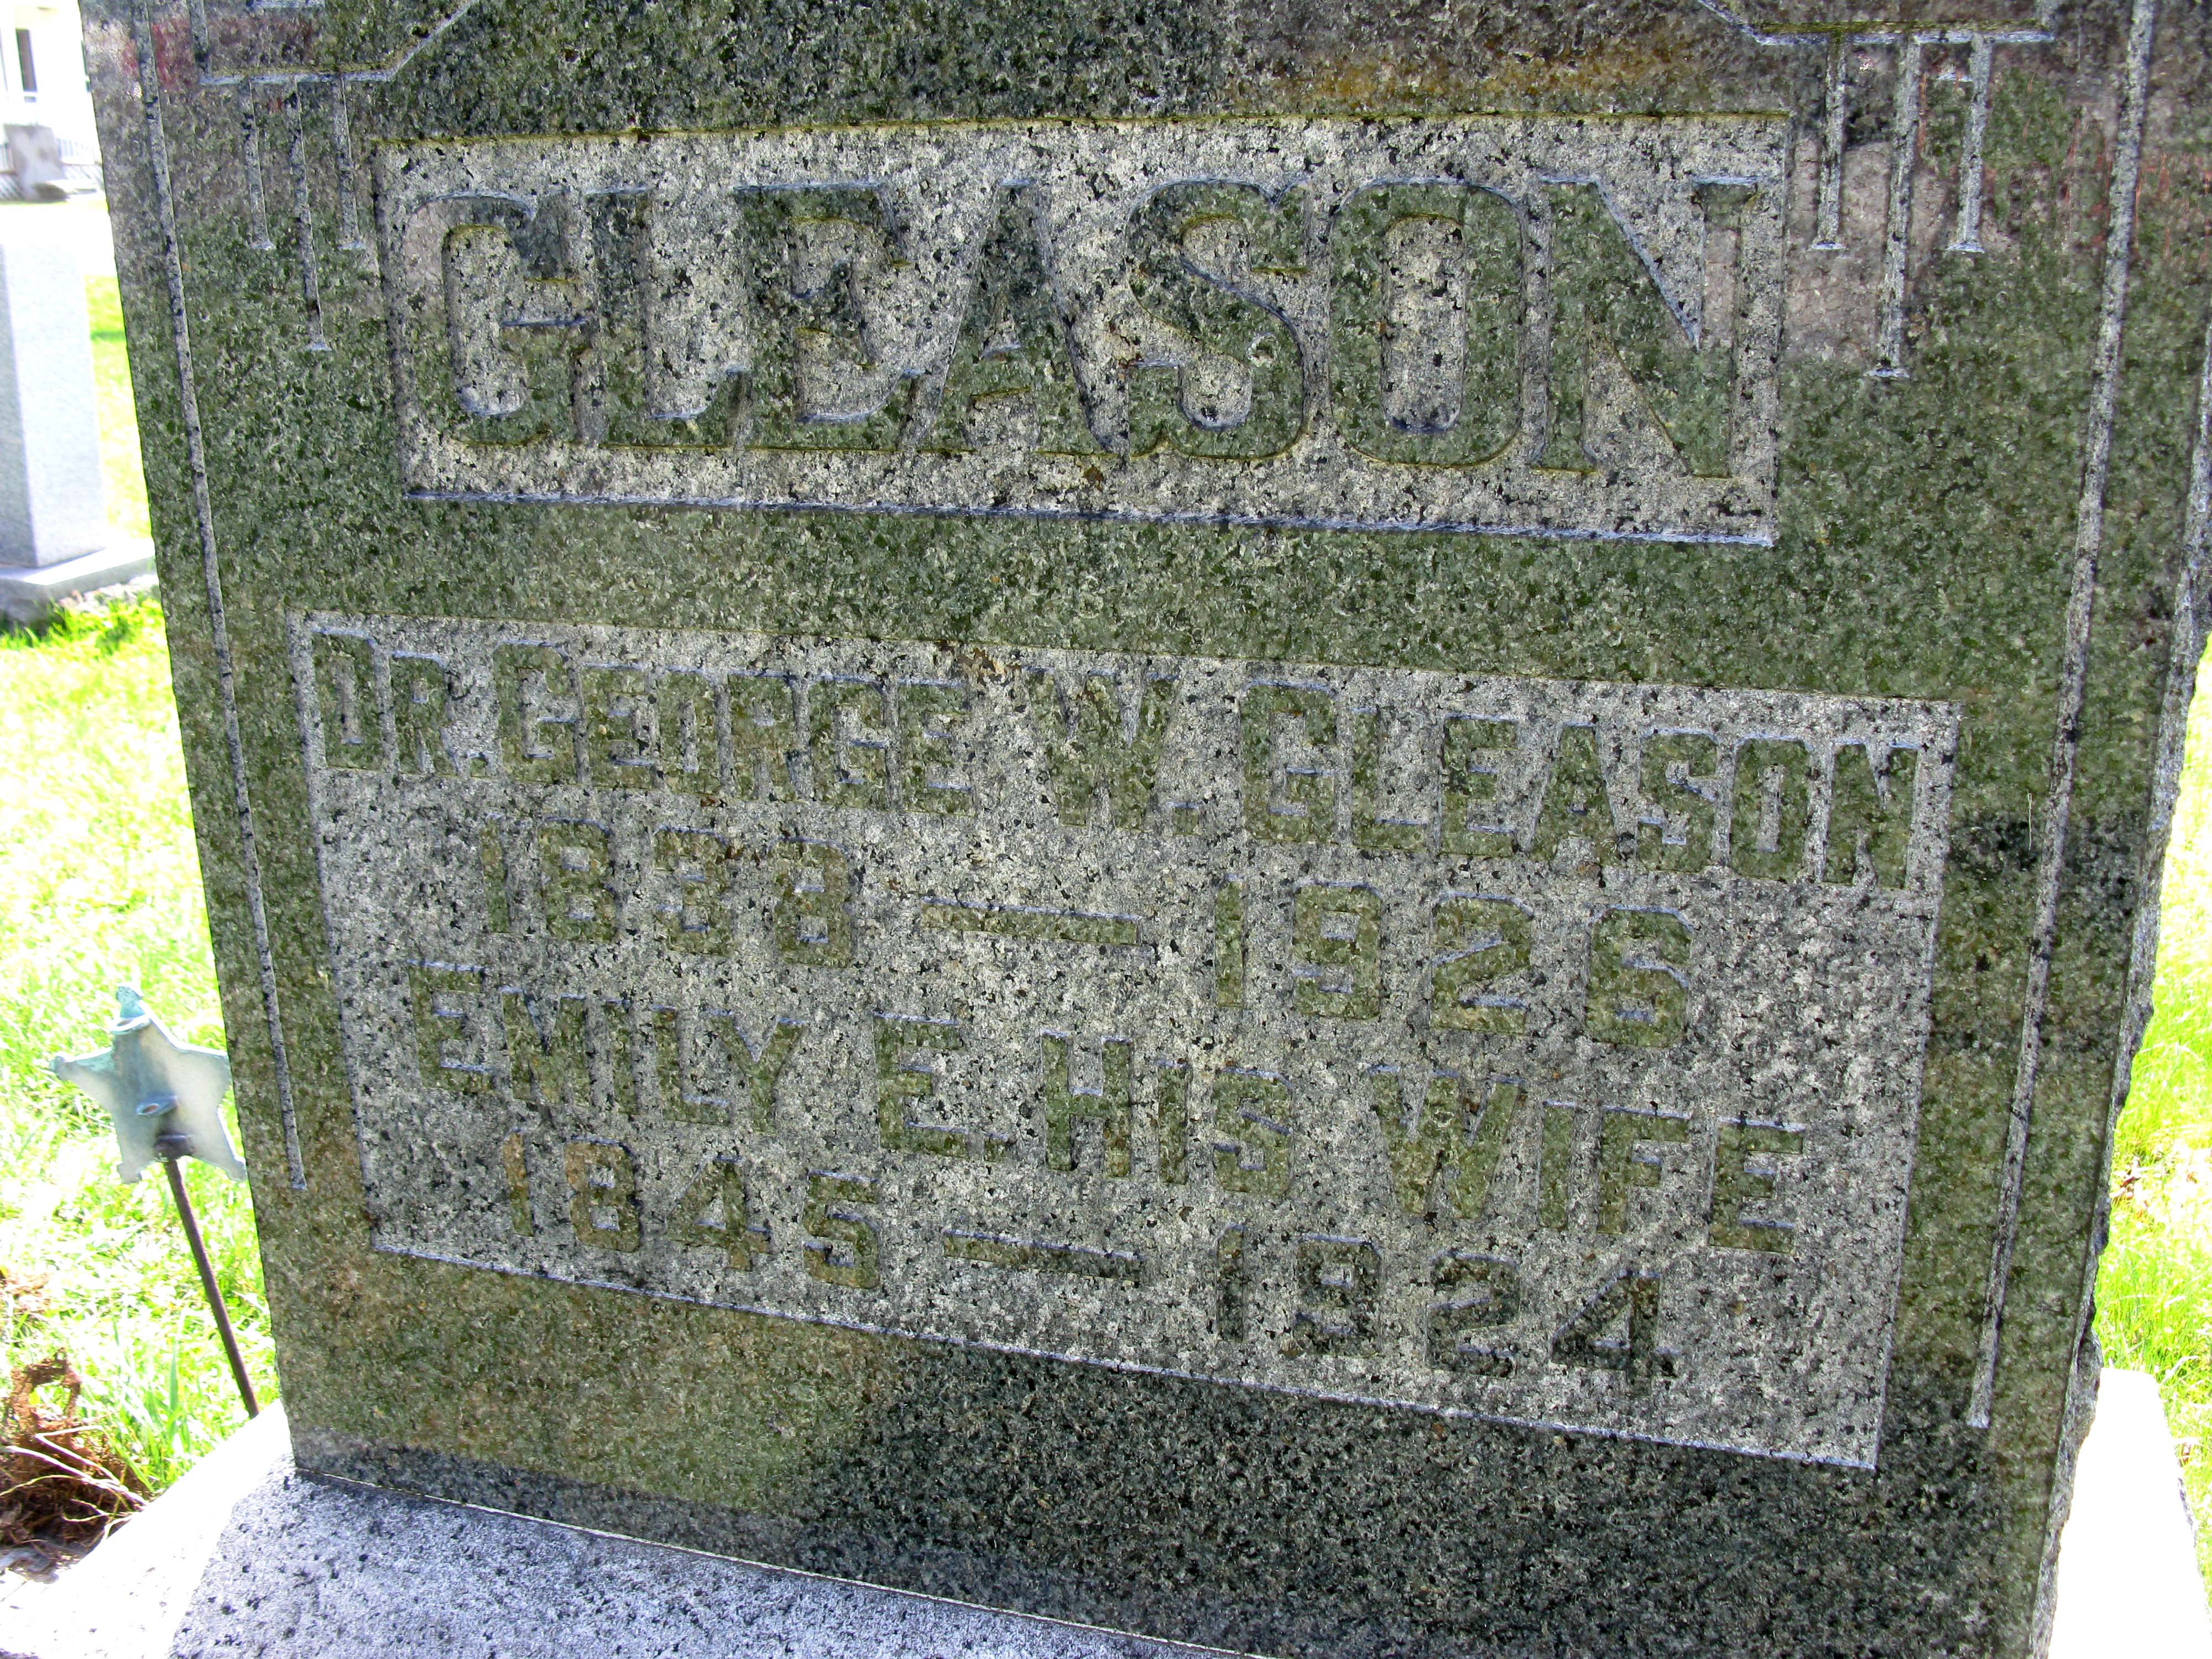 GLEASON
DR. GEORGE W. GLEASON
1838 — 1926
EMILY E. HIS WIFE
1845 — 1924